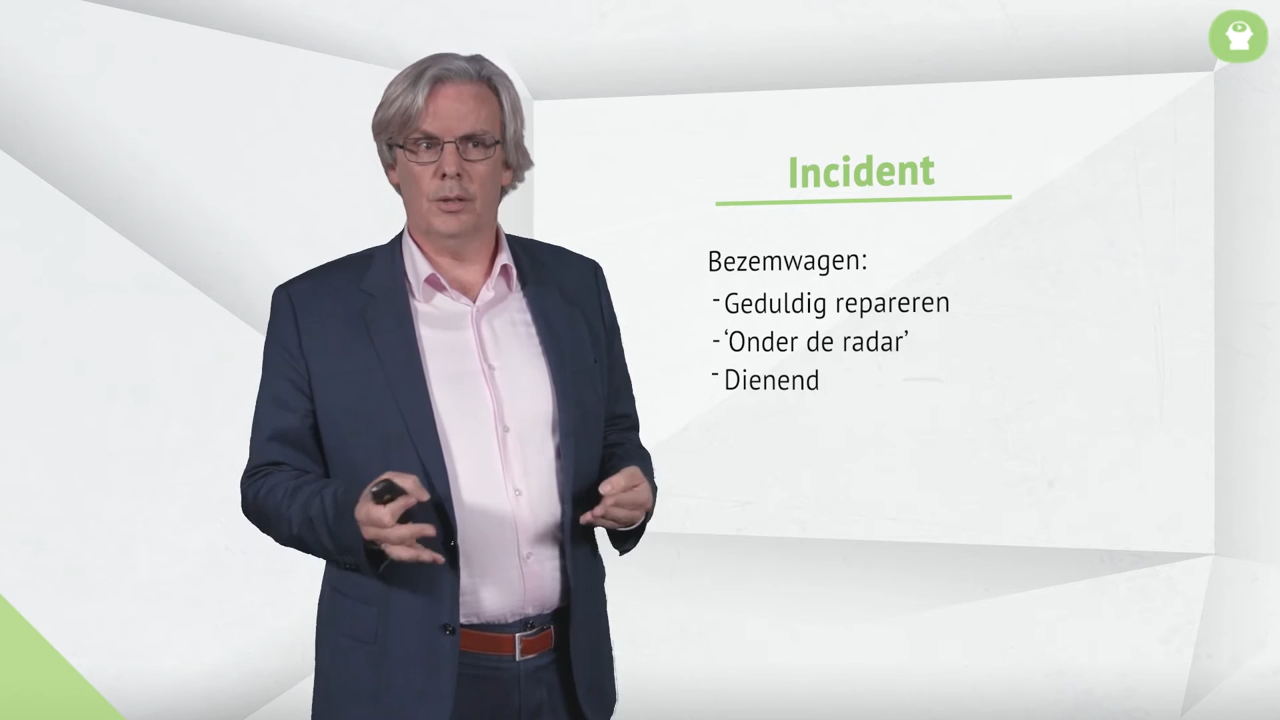 Incident
Bezemwagen:
- Geduldig repareren
- ‘Onder de radar’
- Dienend